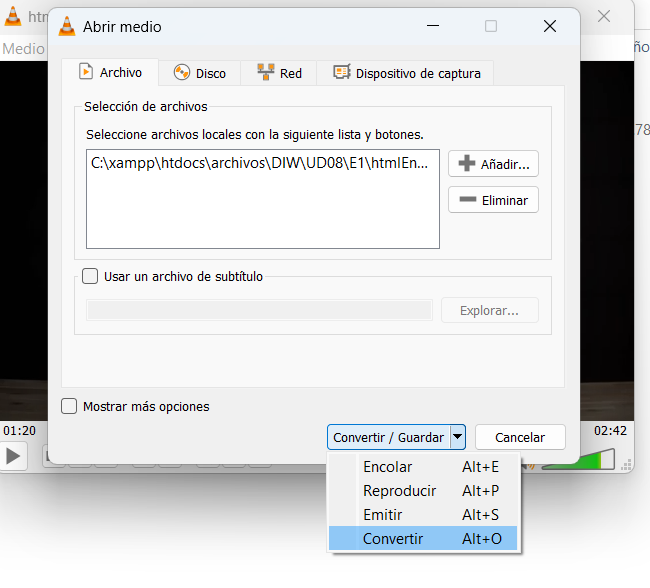 htm
Abrir medio
Medio
ño
Archivo
Disco
Red
Dispositivo de captura
Selección de archivos
Seleccione archivos locales con la siguiente lista y botones.
78
C:\xampp\htdocs\archivos\DIW\UD08\E1\htmlEn...
Añadir...
Eliminar
Usar un archivo de subtítulo
Explorar...
Mostrar más opciones
01:20
Convertir / Guardar
Cancelar
02:42
Encolar Alt+E
Reproducir Alt+P
Emitir Alt+S
Convertir Alt+O